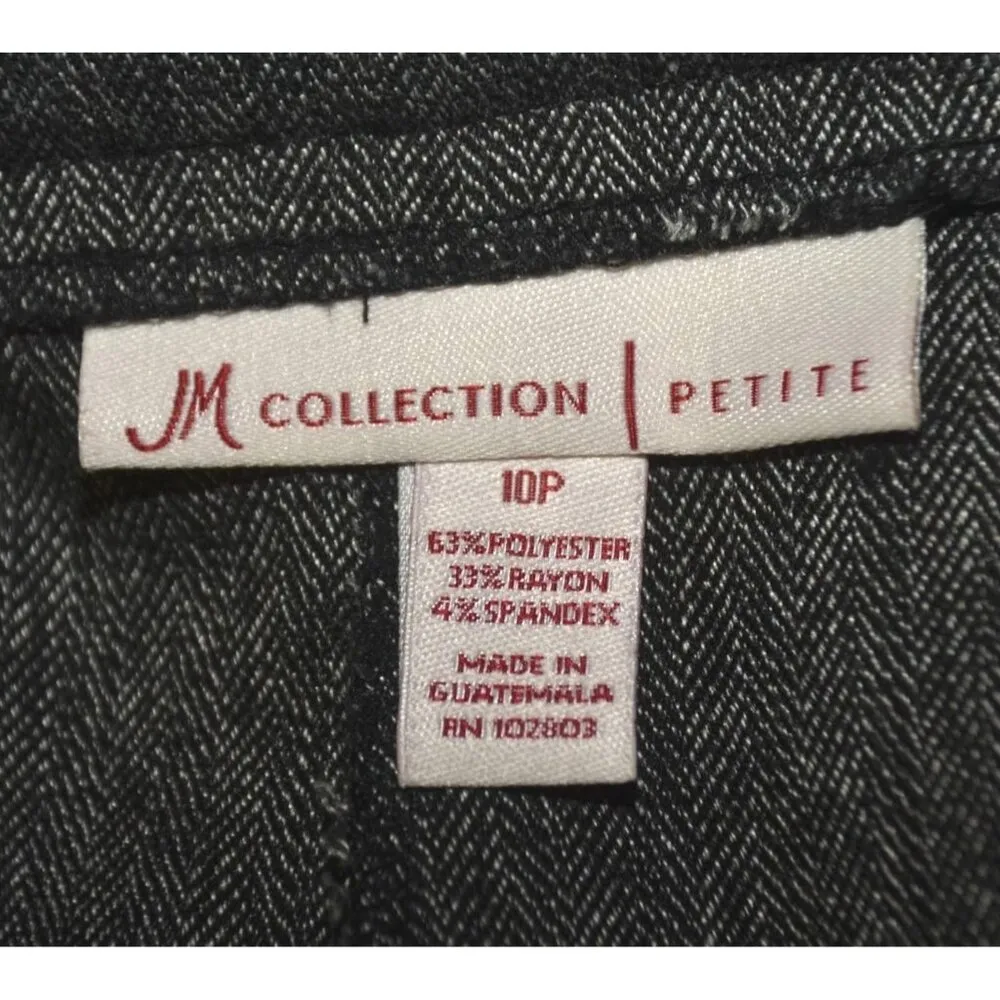 JM COLLECTION | PETITE
10P
63% POLYESTER
33% RAYON
4% SPANDEX
MADE IN
GUATEMALA
RN 102803